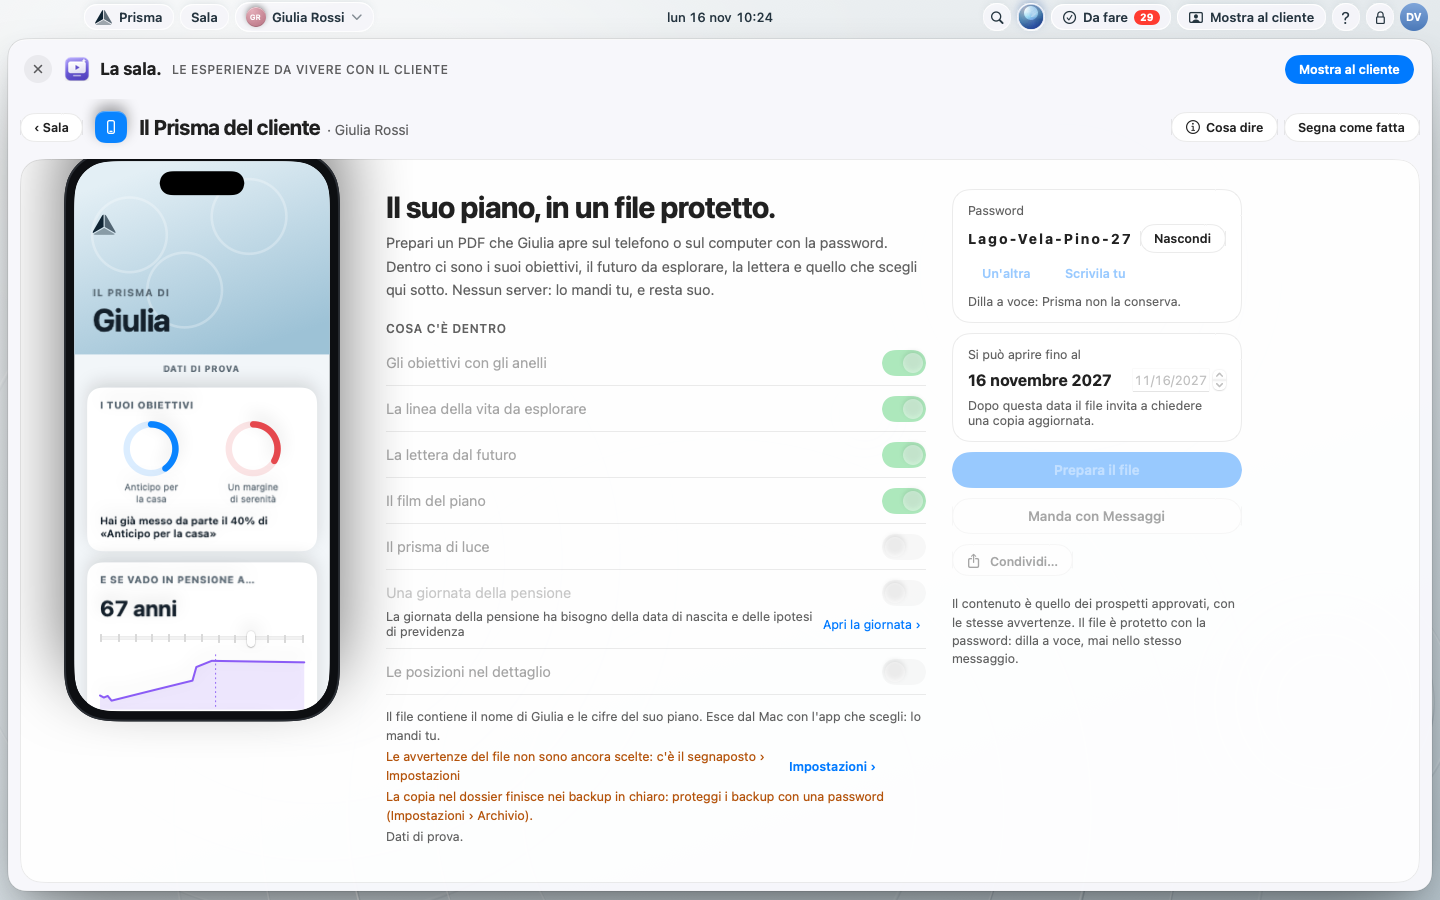 Prisma
Sala
GR Giulia Rossi
lun 16 nov 10:24
Da fare 29
Mostra al cliente
?
DV
La sala. LE ESPERIENZE DA VIVERE CON IL CLIENTE
Mostra al cliente
‹ Sala
Il Prisma del cliente · Giulia Rossi
Cosa dire
Segna come fatta
IL PRISMA DI
Giulia
DATI DI PROVA
I TUOI OBIETTIVI
Anticipo per
la casa
Un margine
di serenità
Hai già messo da parte il 40% di
«Anticipo per la casa»
E SE VADO IN PENSIONE A...
67 anni
Il suo piano, in un file protetto.
Prepari un PDF che Giulia apre sul telefono o sul computer con la password.
Dentro ci sono i suoi obiettivi, il futuro da esplorare, la lettera e quello che scegli
qui sotto. Nessun server: lo mandi tu, e resta suo.
COSA C'È DENTRO
Gli obiettivi con gli anelli
La linea della vita da esplorare
La lettera dal futuro
Il film del piano
Il prisma di luce
Una giornata della pensione
La giornata della pensione ha bisogno della data di nascita e delle ipotesi
di previdenza
Apri la giornata ›
Le posizioni nel dettaglio
Il file contiene il nome di Giulia e le cifre del suo piano. Esce dal Mac con l'app che scegli: lo
mandi tu.
Le avvertenze del file non sono ancora scelte: c'è il segnaposto ›
Impostazioni
Impostazioni ›
La copia nel dossier finisce nei backup in chiaro: proteggi i backup con una password
(Impostazioni › Archivio).
Dati di prova.
Password
Lago-Vela-Pino-27
Nascondi
Un'altra
Scrivila tu
Dilla a voce: Prisma non la conserva.
Si può aprire fino al
16 novembre 2027
11/16/2027
Dopo questa data il file invita a chiedere
una copia aggiornata.
Prepara il file
Manda con Messaggi
Condividi...
Il contenuto è quello dei prospetti approvati, con
le stesse avvertenze. Il file è protetto con la
password: dilla a voce, mai nello stesso
messaggio.